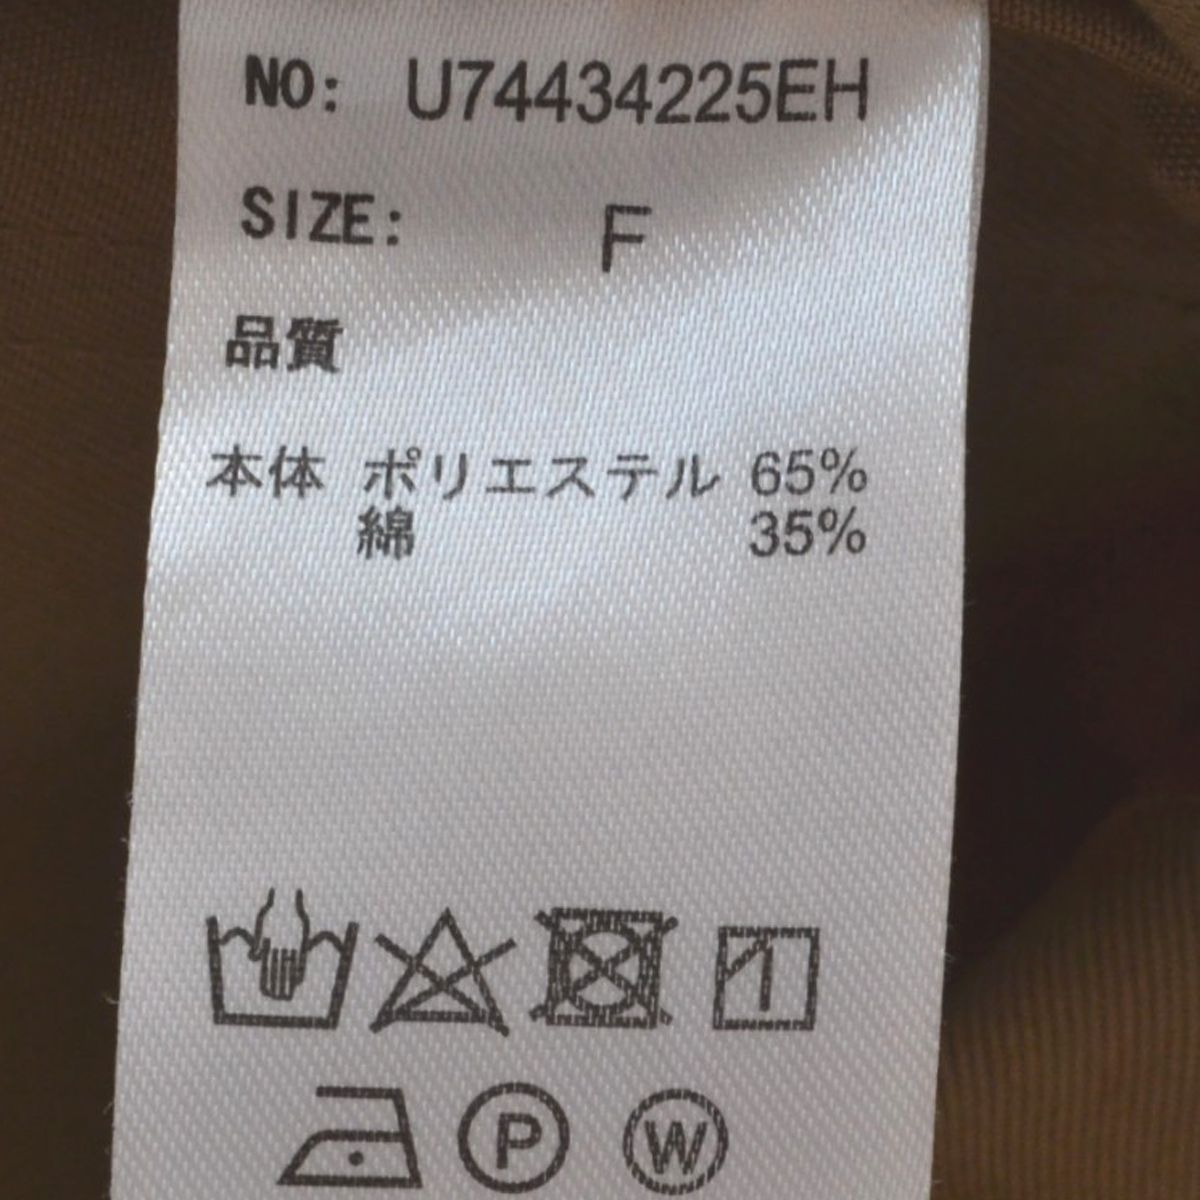 NO: U74434225EH
SIZE: F
品質
本体 ポリエステル 65%
綿 35%
P W